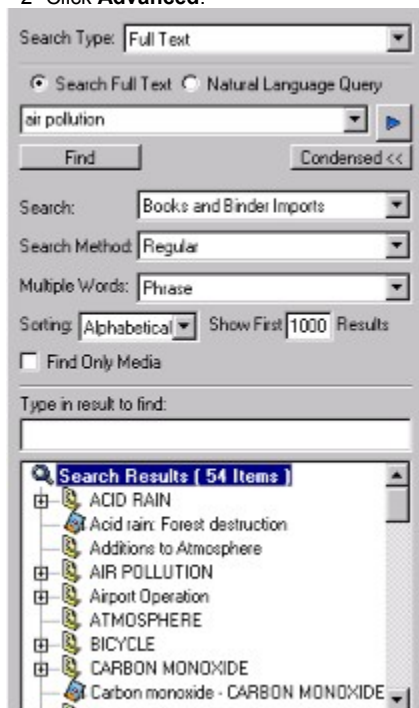 2 Click Advanced.
Search Type: Full Text
Search Full Text Natural Language Query
air pollution
Find Condensed <<
Search: Books and Binder Imports
Search Method: Regular
Multiple Words: Phrase
Sorting: Alphabetical Show First 1000 Results
Find Only Media
Type in result to find:
Search Results ( 54 Items )
ACID RAIN
Acid rain: Forest destruction
Additions to Atmosphere
AIR POLLUTION
Airport Operation
ATMOSPHERE
BICYCLE
CARBON MONOXIDE
Carbon monoxide - CARBON MONOXIDE